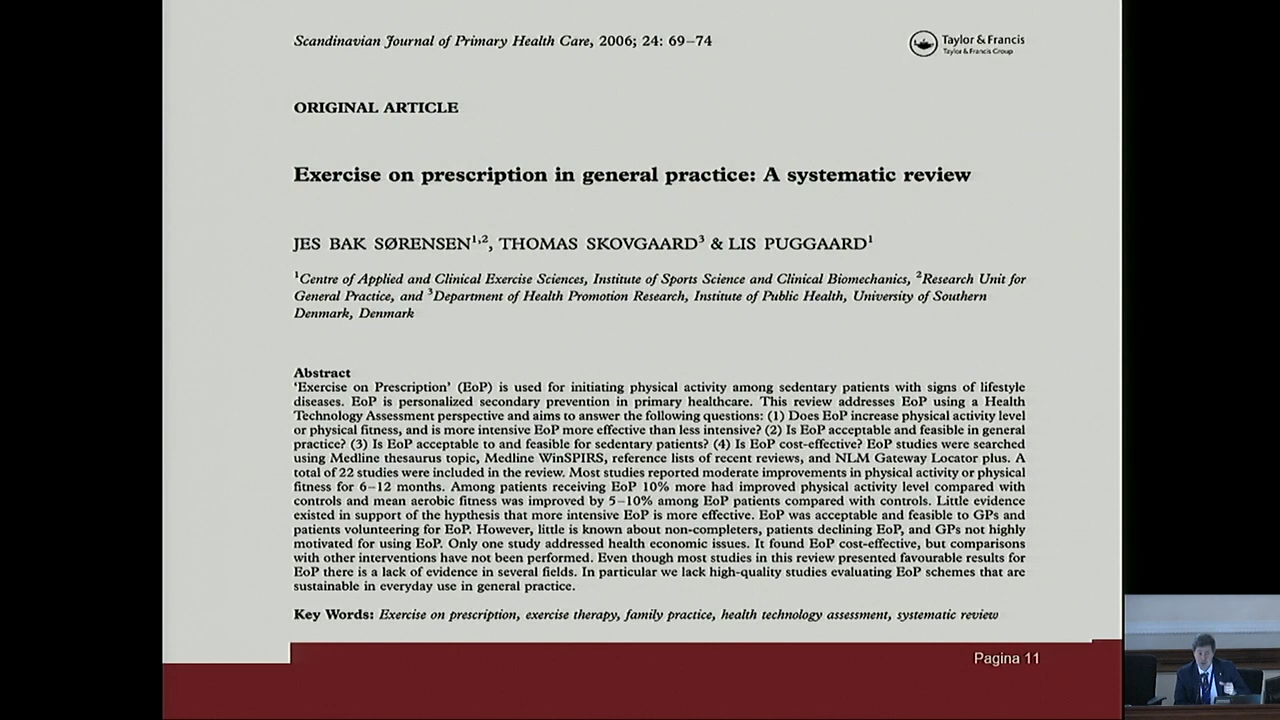 Scandinavian Journal of Primary Health Care, 2006; 24: 69–74
Taylor & Francis
Taylor & Francis Group
ORIGINAL ARTICLE
Exercise on prescription in general practice: A systematic review
JES BAK SØRENSEN1,2, THOMAS SKOVGAARD3 & LIS PUGGAARD1
1Centre of Applied and Clinical Exercise Sciences, Institute of Sports Science and Clinical Biomechanics, 2Research Unit for
General Practice, and 3Department of Health Promotion Research, Institute of Public Health, University of Southern
Denmark, Denmark
Abstract
'Exercise on Prescription' (EoP) is used for initiating physical activity among sedentary patients with signs of lifestyle
diseases. EoP is personalized secondary prevention in primary healthcare. This review addresses EoP using a Health
Technology Assessment perspective and aims to answer the following questions: (1) Does EoP increase physical activity level
or physical fitness, and is more intensive EoP more effective than less intensive? (2) Is EoP acceptable and feasible in general
practice? (3) Is EoP acceptable to and feasible for sedentary patients? (4) Is EoP cost-effective? EoP studies were searched
using Medline thesaurus topic, Medline WinSPIRS, reference lists of recent reviews, and NLM Gateway Locator plus. A
total of 22 studies were included in the review. Most studies reported moderate improvements in physical activity or physical
fitness for 6–12 months. Among patients receiving EoP 10% more had improved physical activity level compared with
controls and mean aerobic fitness was improved by 5–10% among EoP patients compared with controls. Little evidence
existed in support of the hypthesis that more intensive EoP is more effective. EoP was acceptable and feasible to GPs and
patients volunteering for EoP. However, little is known about non-completers, patients declining EoP, and GPs not highly
motivated for using EoP. Only one study addressed health economic issues. It found EoP cost-effective, but comparisons
with other interventions have not been performed. Even though most studies in this review presented favourable results for
EoP there is a lack of evidence in several fields. In particular we lack high-quality studies evaluating EoP schemes that are
sustainable in everyday use in general practice.
Key Words: Exercise on prescription, exercise therapy, family practice, health technology assessment, systematic review
Pagina 11